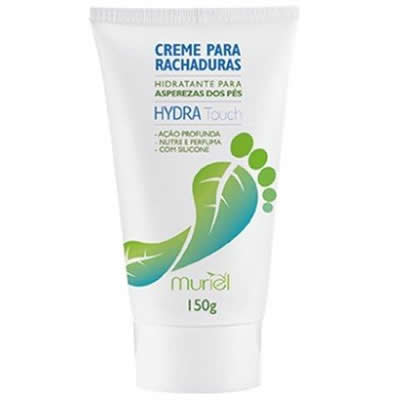 CREME PARA
RACHADURAS
HIDRATANTE PARA
ASPEREZAS DOS PÉS
HYDRA Touch
- AÇÃO PROFUNDA
- NUTRE E PERFUMA
- COM SILICONE
muriel
150g